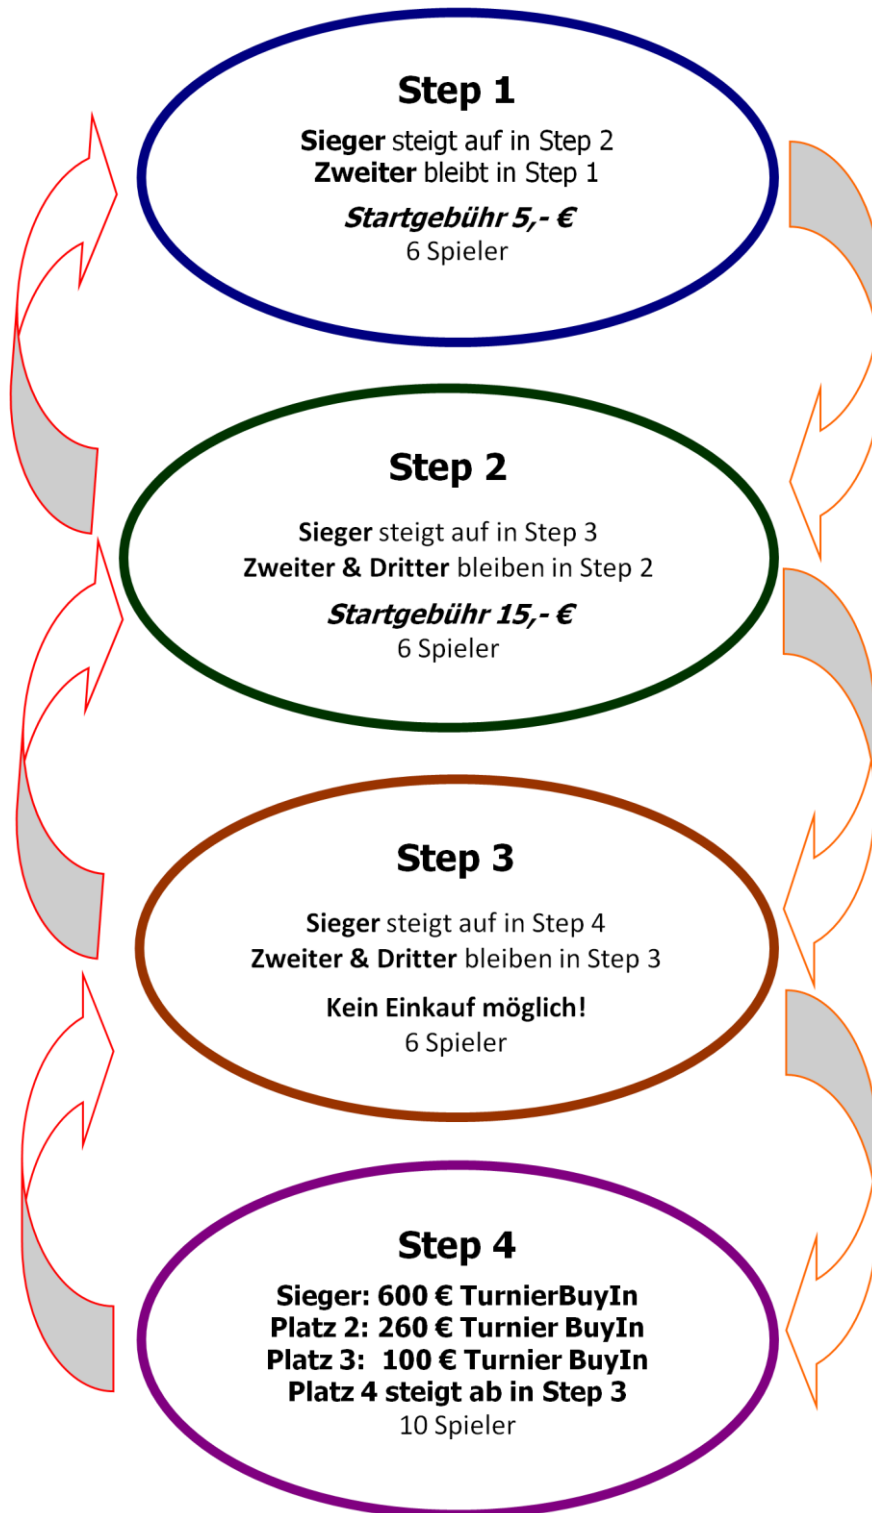 Step 1
Sieger steigt auf in Step 2
Zweiter bleibt in Step 1
Startgebühr 5,- €
6 Spieler
Step 2
Sieger steigt auf in Step 3
Zweiter & Dritter bleiben in Step 2
Startgebühr 15,- €
6 Spieler
Step 3
Sieger steigt auf in Step 4
Zweiter & Dritter bleiben in Step 3
Kein Einkauf möglich!
6 Spieler
Step 4
Sieger: 600 € TurnierBuyIn
Platz 2: 260 € Turnier BuyIn
Platz 3: 100 € Turnier BuyIn
Platz 4 steigt ab in Step 3
10 Spieler